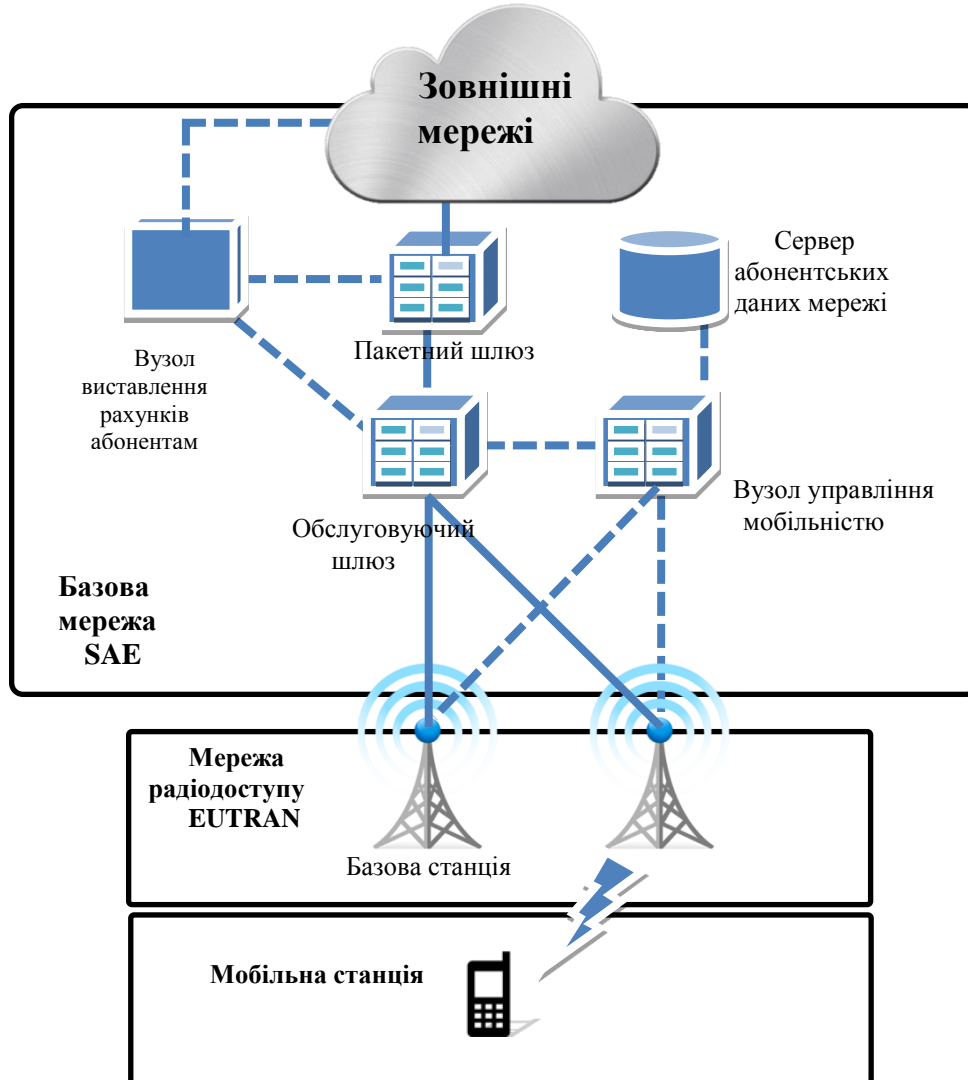 Зовнішні
мережі
Сервер
абонентських
даних мережі
Пакетний шлюз
Вузол
виставлення
рахунків
абонентам
Вузол управління
мобільністю
Обслуговуючий
шлюз
Базова
мережа
SAE
Мережа
радіодоступу
EUTRAN
Базова станція
Мобільна станція